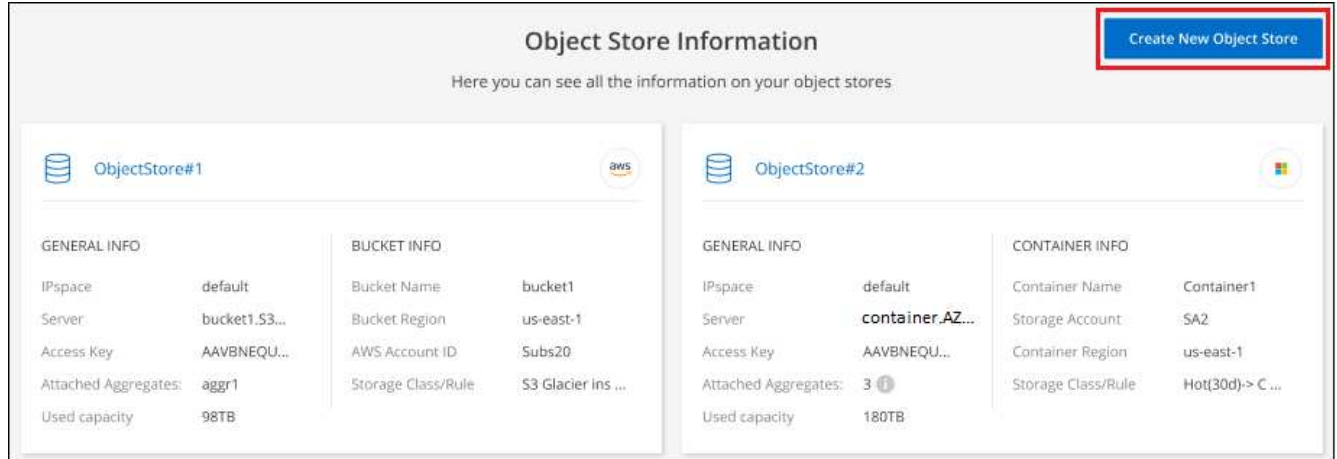 Object Store Information
Create New Object Store
Here you can see all the information on your object stores
ObjectStore#1
aws
GENERAL INFO
BUCKET INFO
IPspace default
Bucket Name bucket1
Server bucket1.S3...
Bucket Region us-east-1
Access Key AAVBNEQU...
AWS Account ID Subs20
Attached Aggregates: aggr1
Storage Class/Rule S3 Glacier ins ...
Used capacity 98TB
ObjectStore#2
GENERAL INFO
CONTAINER INFO
IPspace default
Container Name Container1
Server container.AZ...
Storage Account SA2
Access Key AAVBNEQU...
Container Region us-east-1
Attached Aggregates: 3 i
Storage Class/Rule Hot(30d)-> C ...
Used capacity 180TB